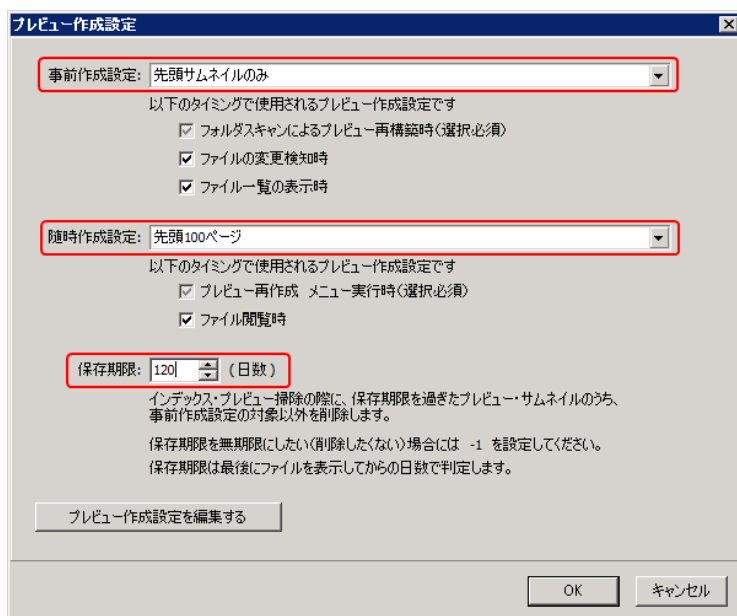 プレビュー作成設定
事前作成設定: 先頭サムネイルのみ
以下のタイミングで使用されるプレビュー作成設定です
フォルダスキャンによるプレビュー再構築時(選択必須)
ファイルの変更検知時
ファイル一覧の表示時
随時作成設定: 先頭100ページ
以下のタイミングで使用されるプレビュー作成設定です
プレビュー再作成 メニュー実行時(選択必須)
ファイル閲覧時
保存期限: 120 (日数)
インデックス・プレビュー掃除の際に、保存期限を過ぎたプレビュー・サムネイルのうち、
事前作成設定の対象以外を削除します。
保存期限を無期限にしたい(削除したくない)場合には -1 を設定してください。
保存期限は最後にファイルを表示してからの日数で判定します。
プレビュー作成設定を編集する
OK キャンセル